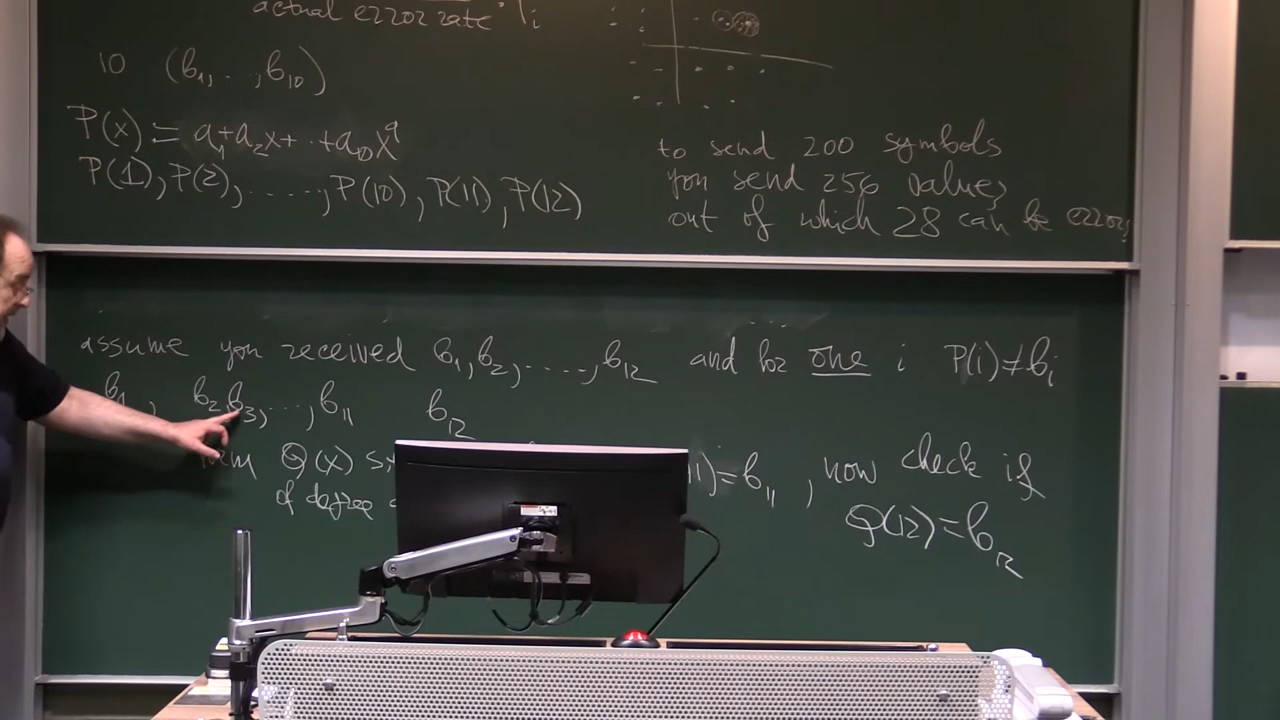 actual error rate
10 (b₁,..,b₁₀)
P(x) := a₁+a₂x+··+a₁₀x⁹
P(1),P(2),......,P(10),P(11),P(12)
to send 200 symbols
you send 256 values
out of which 28 can be errors
assume you received b₁,b₂,....,b₁₂ and for one i P(i)≠bᵢ
b₁, b₂,b₃,...,b₁₁ b₁₂
Q(x)
of degree
)=b₁₁, now check if
Q(12)=b₁₂